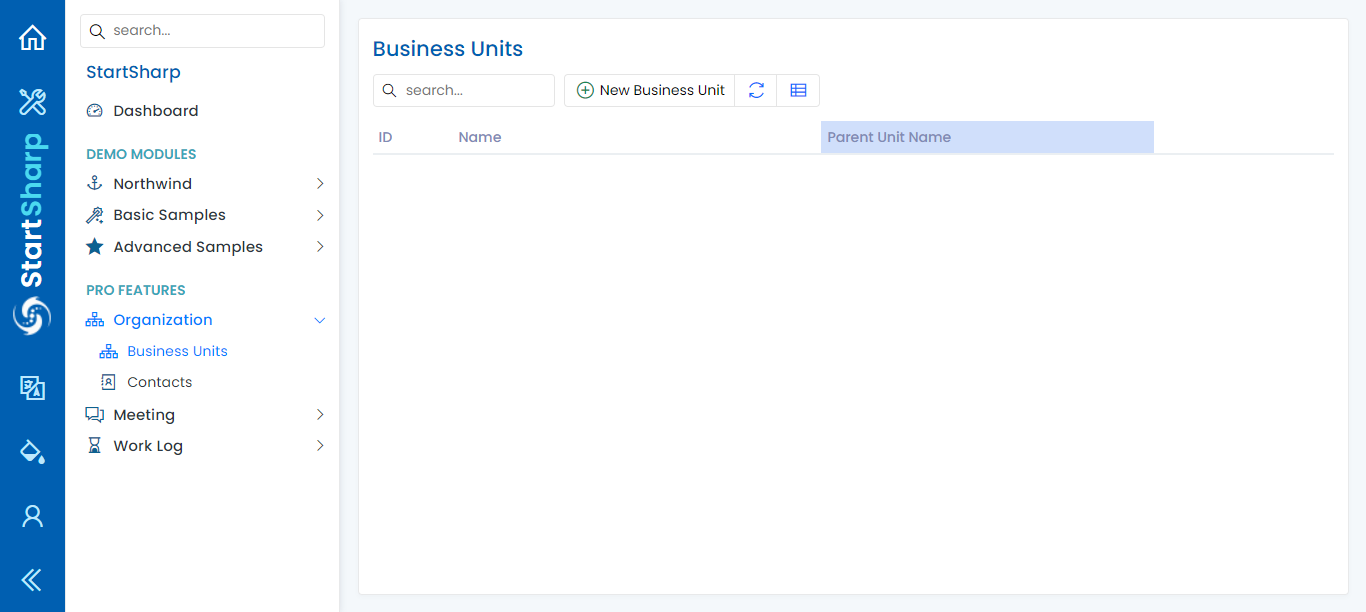 StartSharp
search...
StartSharp
Dashboard
DEMO MODULES
Northwind
Basic Samples
Advanced Samples
PRO FEATURES
Organization
Business Units
Contacts
Meeting
Work Log
Business Units
search...
New Business Unit
ID Name Parent Unit Name